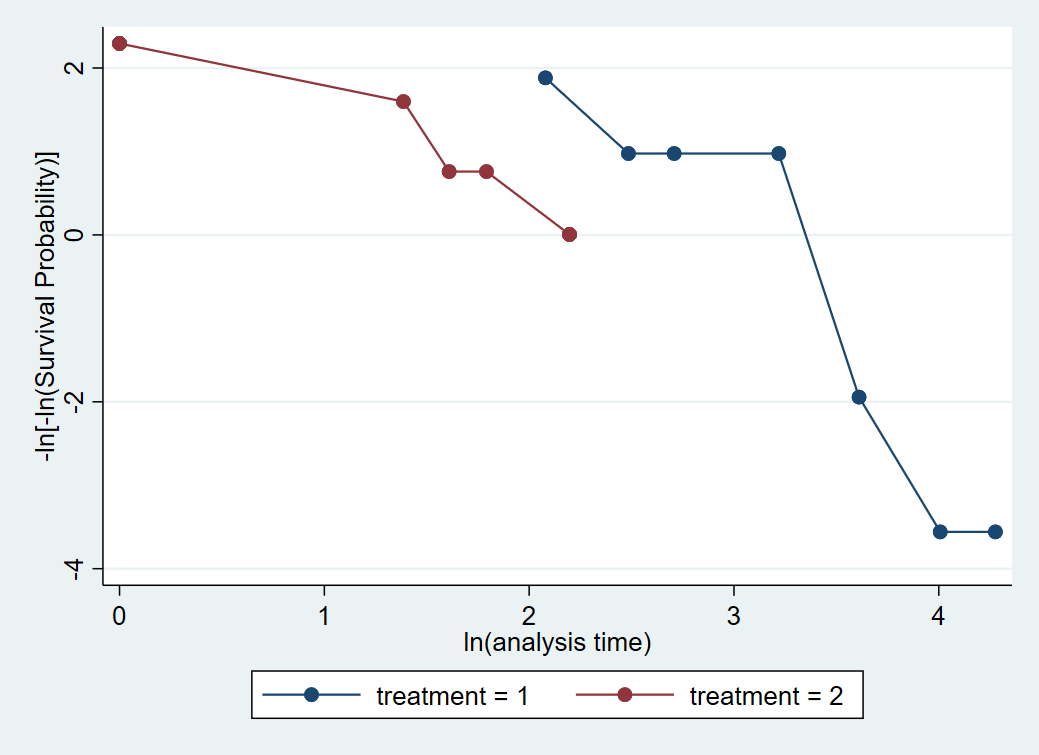 -ln[-ln(Survival Probability)]
2
0
-2
-4
0 1 2 3 4
ln(analysis time)
treatment = 1 treatment = 2